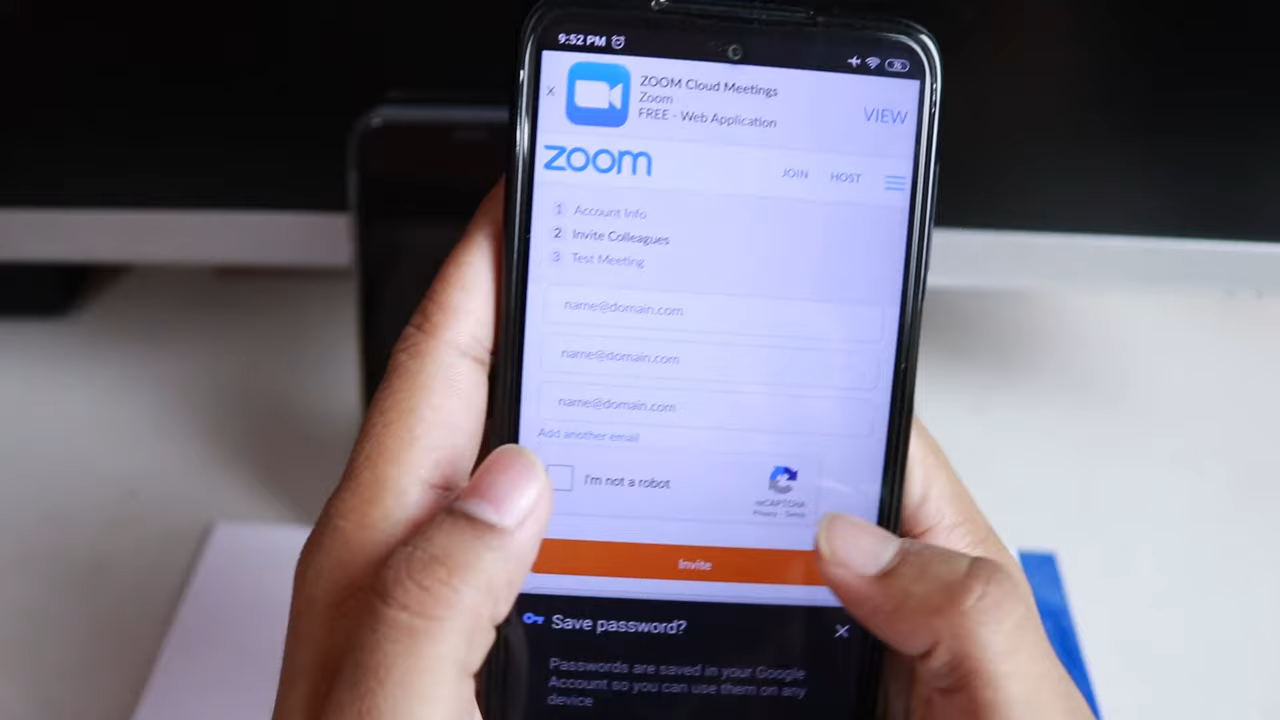 9:52 PM
ZOOM Cloud Meetings
Zoom
FREE - Web Application
VIEW
X
zoom
JOIN HOST
1 Account Info
2 Invite Colleagues
3 Test Meeting
name@domain.com
name@domain.com
name@domain.com
Add another email
I'm not a robot
reCAPTCHA
Privacy - Terms
Invite
Save password?
Passwords are saved in your Google
Account so you can use them on any
device